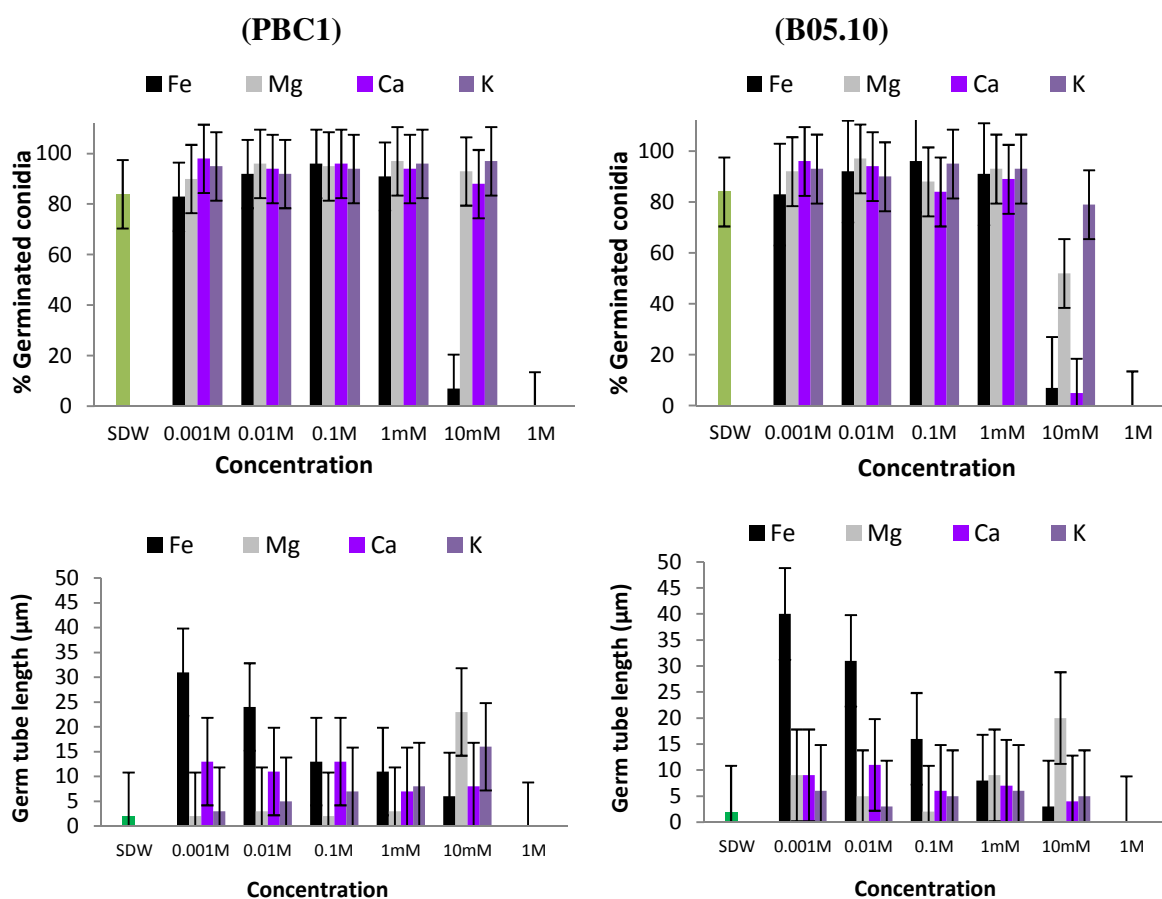 (PBC1)
(B05.10)
Fe Mg Ca K
% Germinated conidia
100
80
60
40
20
0
SDW 0.001M 0.01M 0.1M 1mM 10mM 1M
Concentration
Fe Mg Ca K
% Germinated conidia
100
80
60
40
20
0
SDW 0.001M 0.01M 0.1M 1mM 10mM 1M
Concentration
Fe Mg Ca K
Germ tube length (µm)
50
45
40
35
30
25
20
15
10
5
0
SDW 0.001M 0.01M 0.1M 1mM 10mM 1M
Concentration
Fe Mg Ca K
Germ tube length (µm)
50
45
40
35
30
25
20
15
10
5
0
SDW 0.001M 0.01M 0.1M 1mM 10mM 1M
Concentration